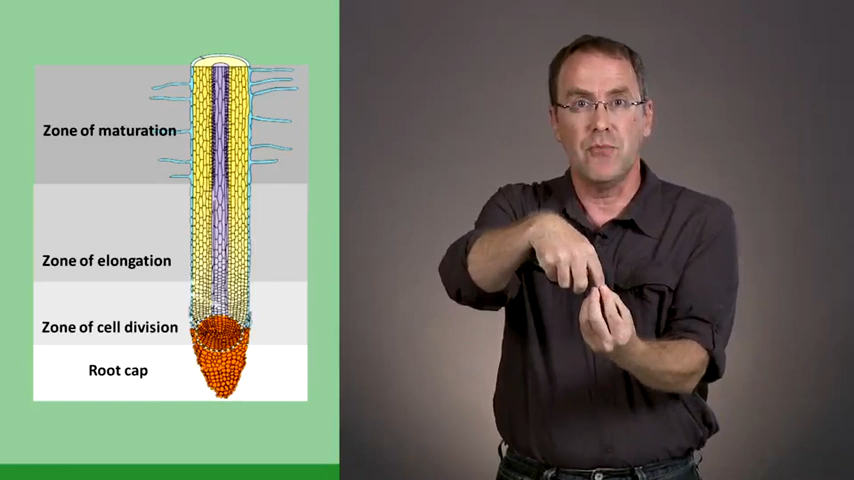 Zone of maturation
Zone of elongation
Zone of cell division
Root cap